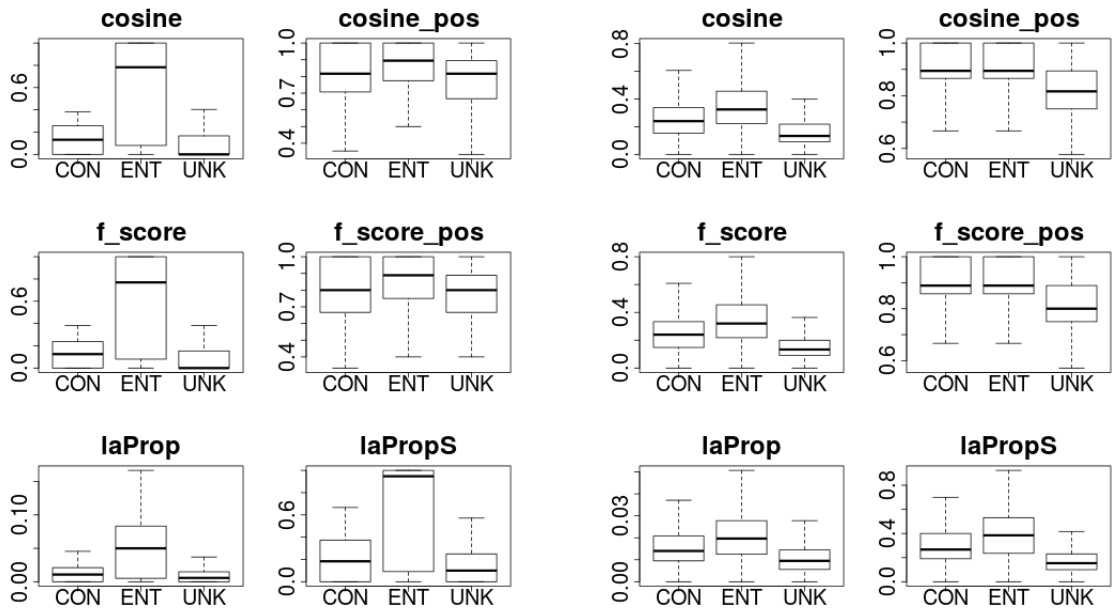 cosine cosine_pos cosine cosine_pos
0.0 0.6 0.4 0.7 1.0 0.0 0.4 0.8 0.6 0.8 1.0
CON ENT UNK CON ENT UNK CON ENT UNK CON ENT UNK
f_score f_score_pos f_score f_score_pos
0.0 0.6 0.4 0.7 1.0 0.0 0.4 0.8 0.6 0.8 1.0
CON ENT UNK CON ENT UNK CON ENT UNK CON ENT UNK
laProp laPropS laProp laPropS
0.00 0.10 0.0 0.6 0.00 0.03 0.0 0.4 0.8
CON ENT UNK CON ENT UNK CON ENT UNK CON ENT UNK